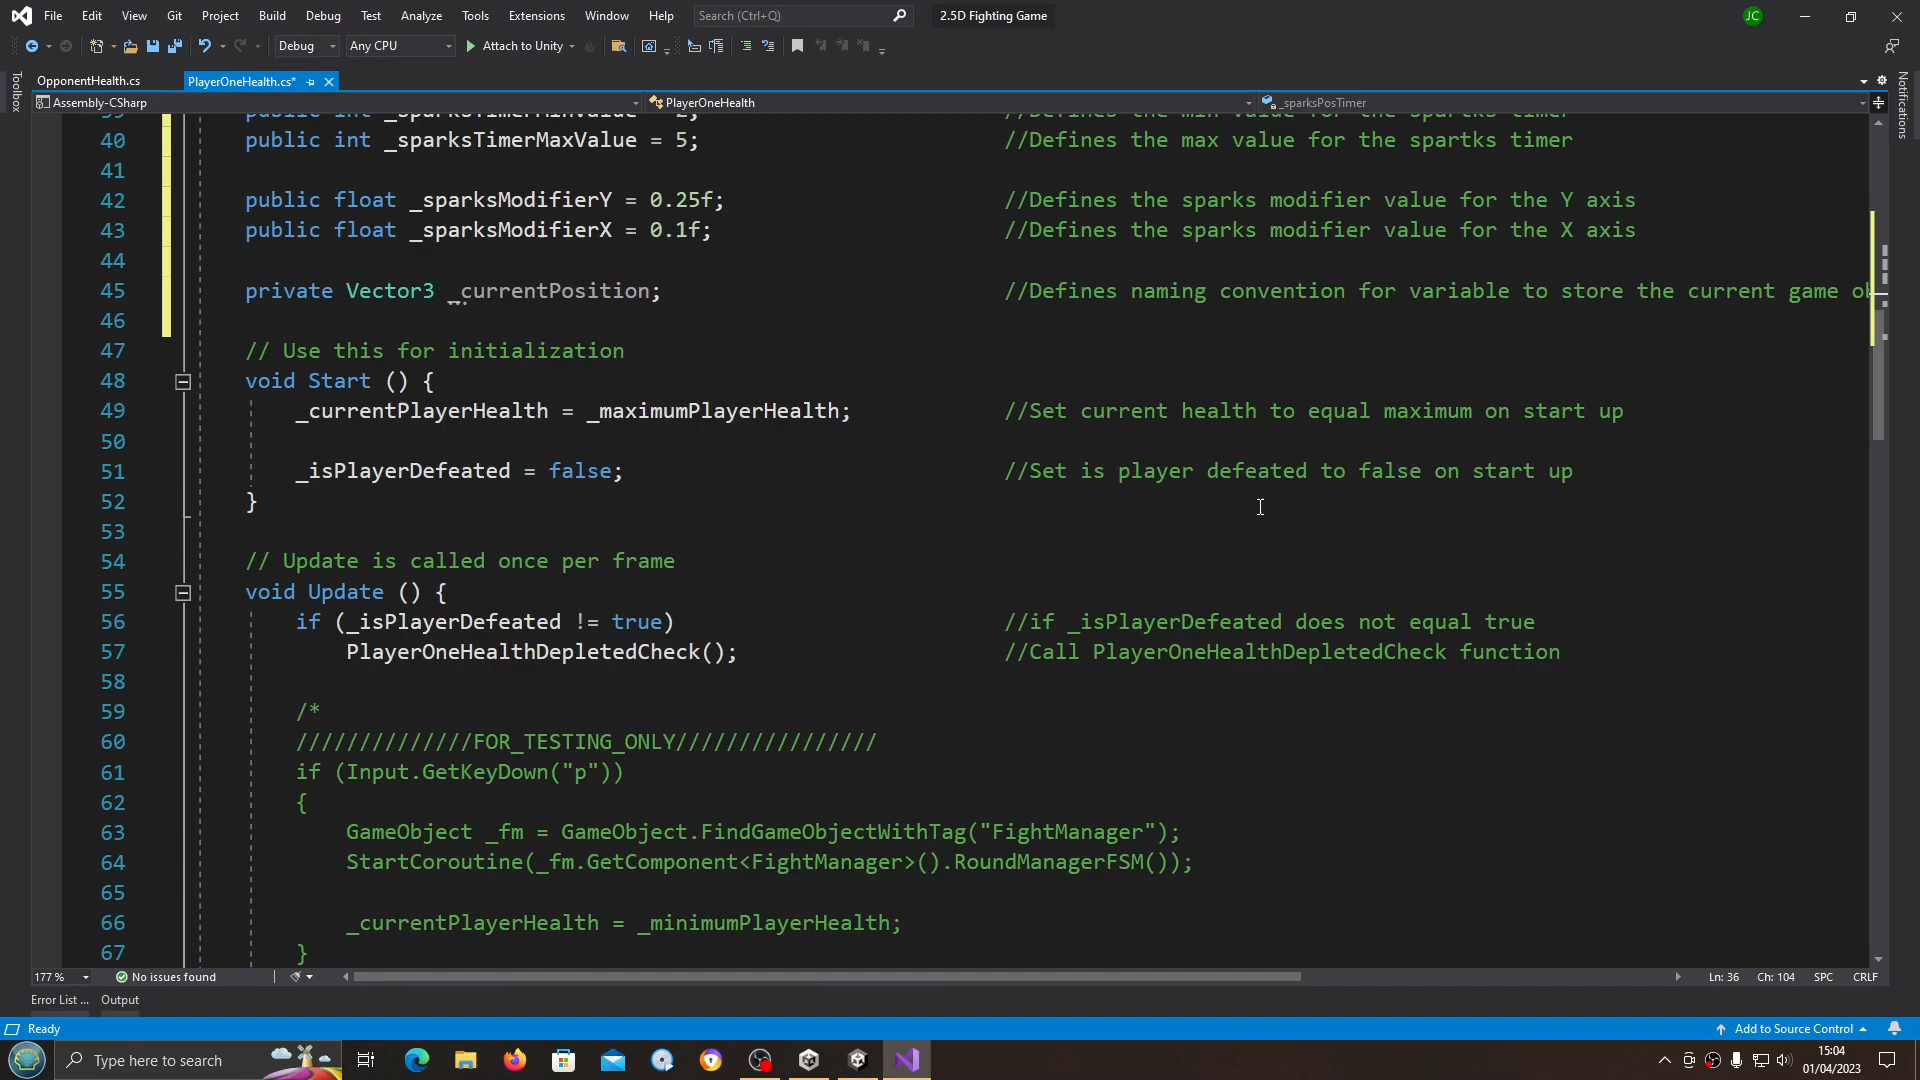 File Edit View Git Project Build Debug Test Analyze Tools Extensions Window Help Search (Ctrl+Q) 2.5D Fighting Game JC
Debug Any CPU Attach to Unity
OpponentHealth.cs PlayerOneHealth.cs*
Toolbox
Notifications
Assembly-CSharp PlayerOneHealth _sparksPosTimer
40 public int _sparksTimerMaxValue = 5; //Defines the max value for the spartks timer
41
42 public float _sparksModifierY = 0.25f; //Defines the sparks modifier value for the Y axis
43 public float _sparksModifierX = 0.1f; //Defines the sparks modifier value for the X axis
44
45 private Vector3 _currentPosition; //Defines naming convention for variable to store the current game
46
47 // Use this for initialization
48 void Start () {
49 _currentPlayerHealth = _maximumPlayerHealth; //Set current health to equal maximum on start up
50
51 _isPlayerDefeated = false; //Set is player defeated to false on start up
52 }
53
54 // Update is called once per frame
55 void Update () {
56 if (_isPlayerDefeated != true) //if _isPlayerDefeated does not equal true
57 PlayerOneHealthDepletedCheck(); //Call PlayerOneHealthDepletedCheck function
58
59 /*
60 //////////////FOR_TESTING_ONLY////////////////
61 if (Input.GetKeyDown("p"))
62 {
63 GameObject _fm = GameObject.FindGameObjectWithTag("FightManager");
64 StartCoroutine(_fm.GetComponent<FightManager>().RoundManagerFSM());
65
66 _currentPlayerHealth = _minimumPlayerHealth;
67 }
177 % No issues found Ln: 36 Ch: 104 SPC CRLF
Error List ... Output
Ready Add to Source Control
Type here to search 15:04
01/04/2023